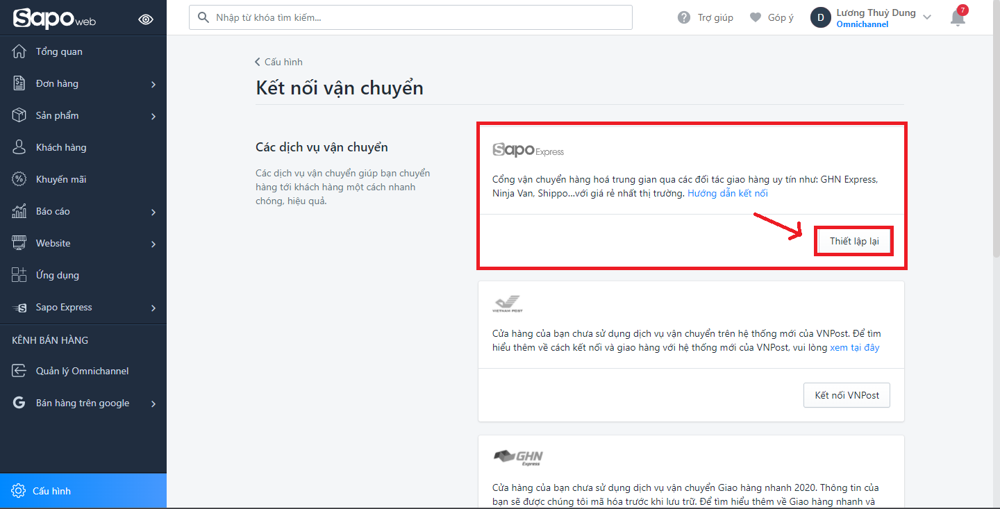 Sapo web
Nhập từ khóa tìm kiếm...
Trợ giúp
Góp ý
D
Lương Thuỳ Dung
Omnichannel
7
Tổng quan
Đơn hàng
Sản phẩm
Khách hàng
Khuyến mãi
Báo cáo
Website
Ứng dụng
Sapo Express
KÊNH BÁN HÀNG
Quản lý Omnichannel
Bán hàng trên google
Cấu hình
Cấu hình
Kết nối vận chuyển
Các dịch vụ vận chuyển
Các dịch vụ vận chuyển giúp bạn chuyển
hàng tới khách hàng một cách nhanh
chóng, hiệu quả.
Sapo Express
Cổng vận chuyển hàng hoá trung gian qua các đối tác giao hàng uy tín như: GHN Express,
Ninja Van, Shippo...với giá rẻ nhất thị trường. Hướng dẫn kết nối
Thiết lập lại
VIETNAM POST
Cửa hàng của bạn chưa sử dụng dịch vụ vận chuyển trên hệ thống mới của VNPost. Để tìm
hiểu thêm về cách kết nối và giao hàng với hệ thống mới của VNPost, vui lòng xem tại đây
Kết nối VNPost
GHN
Express
Cửa hàng của bạn chưa sử dụng dịch vụ vận chuyển Giao hàng nhanh 2020. Thông tin của
bạn sẽ được chúng tôi mã hóa trước khi lưu trữ. Để tìm hiểu thêm về Giao hàng nhanh và